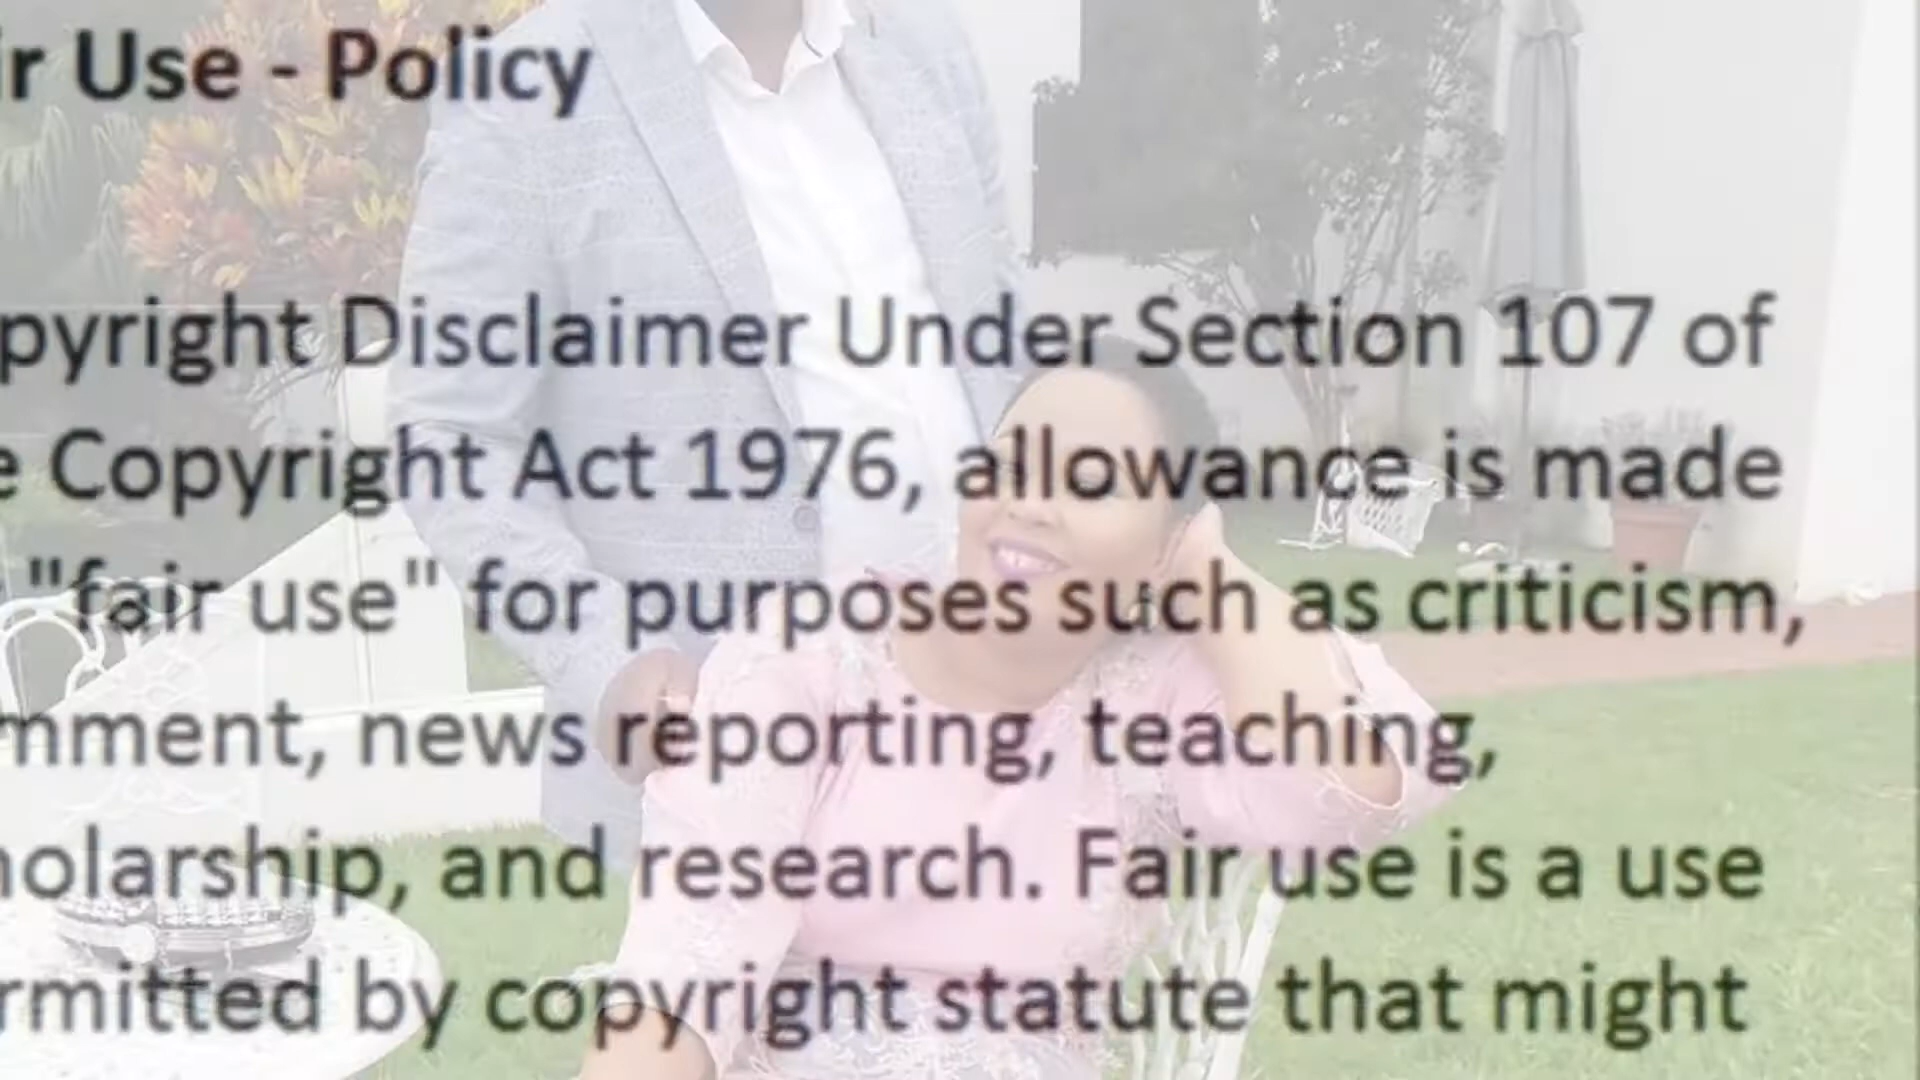 ir Use - Policy
pyright Disclaimer Under Section 107 of
e Copyright Act 1976, allowance is made
"fair use" for purposes such as criticism,
mment, news reporting, teaching,
holarship, and research. Fair use is a use
rmitted by copyright statute that might